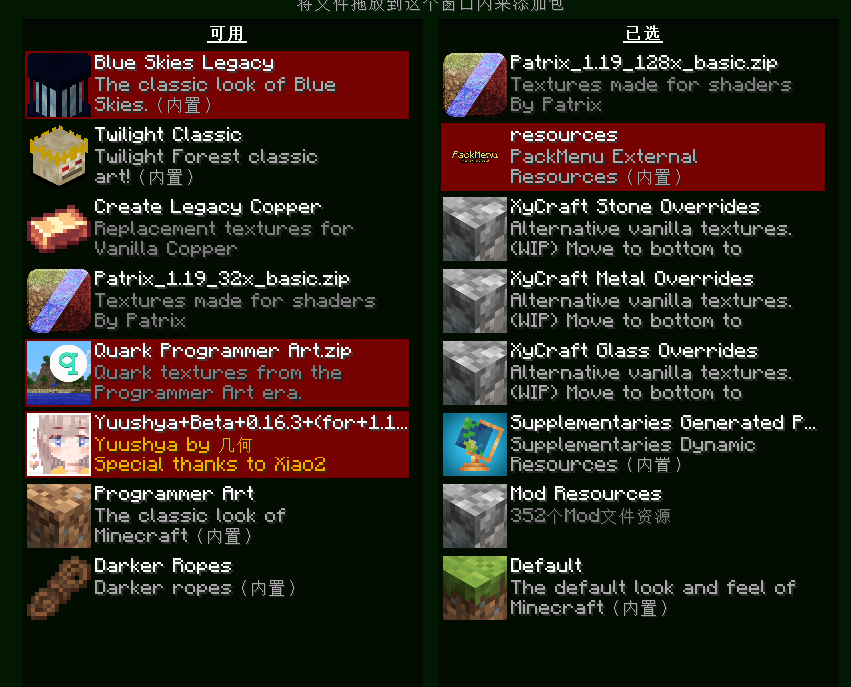 将文件拖放到这个窗口内来添加包
可用
Blue Skies Legacy
The classic look of Blue
Skies. (内置)
Twilight Classic
Twilight Forest classic
art! (内置)
Create Legacy Copper
Replacement textures for
Vanilla Copper
Patrix_1.19_32x_basic.zip
Textures made for shaders
By Patrix
q
Quark Programmer Art.zip
Quark textures from the
Programmer Art era.
Yuushya+Beta+0.16.3+(for+1.1...
Yuushya by 几何
Special thanks to Xiao2
Programmer Art
The classic look of
Minecraft (内置)
Darker Ropes
Darker ropes (内置)
已选
Patrix_1.19_128x_basic.zip
Textures made for shaders
By Patrix
PackMenu
resources
PackMenu External
Resources (内置)
XyCraft Stone Overrides
Alternative vanilla textures.
(WIP) Move to bottom to
XyCraft Metal Overrides
Alternative vanilla textures.
(WIP) Move to bottom to
XyCraft Glass Overrides
Alternative vanilla textures.
(WIP) Move to bottom to
Supplementaries Generated P...
Supplementaries Dynamic
Resources (内置)
Mod Resources
352个Mod文件资源
Default
The default look and feel of
Minecraft (内置)